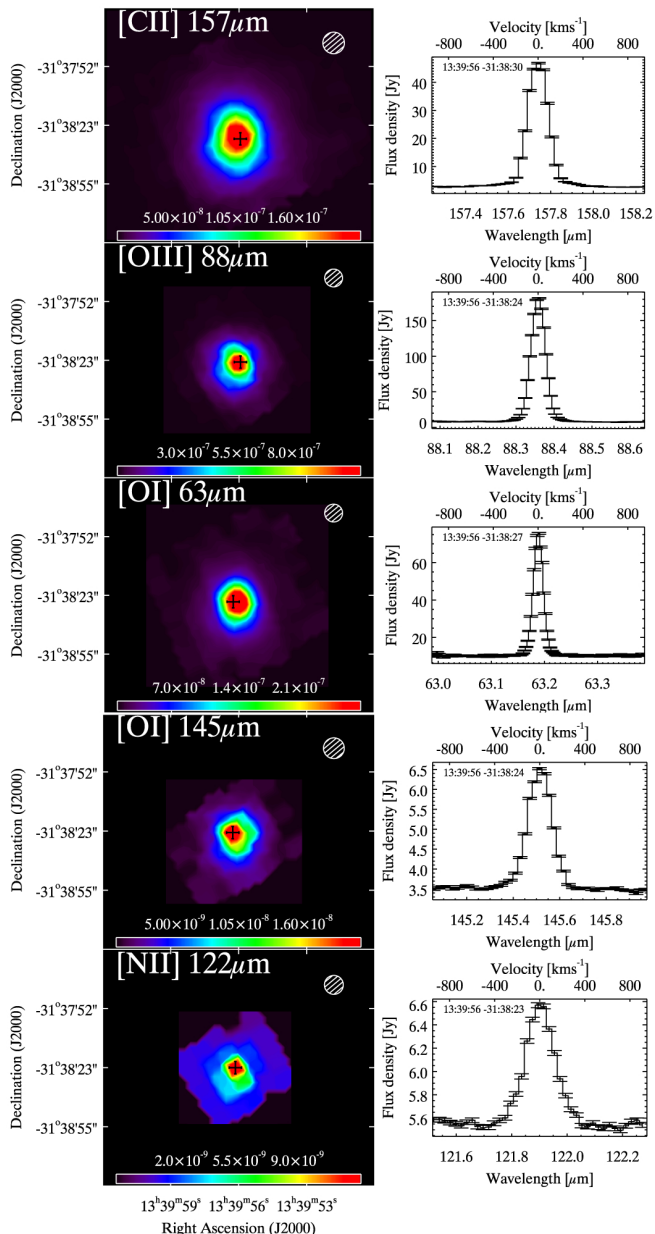 [CII] 157μm
Declination (J2000)
-31°37'52"
-31°38'23"
-31°38'55"
5.00×10⁻⁸ 1.05×10⁻⁷ 1.60×10⁻⁷
Velocity [kms⁻¹]
-800 -400 0. 400 800
13:39:56 -31:38:30
Flux density [Jy]
40
30
20
10
157.4 157.6 157.8 158.0 158.2
Wavelength [μm]
[OIII] 88μm
Declination (J2000)
-31°37'52"
-31°38'23"
-31°38'55"
3.0×10⁻⁷ 5.5×10⁻⁷ 8.0×10⁻⁷
Velocity [kms⁻¹]
-800 -400 0. 400 800
13:39:56 -31:38:24
Flux density [Jy]
150
100
50
0
88.1 88.2 88.3 88.4 88.5 88.6
Wavelength [μm]
[OI] 63μm
Declination (J2000)
-31°37'52"
-31°38'23"
-31°38'55"
7.0×10⁻⁸ 1.4×10⁻⁷ 2.1×10⁻⁷
Velocity [kms⁻¹]
-800 -400 0. 400 800
13:39:56 -31:38:27
Flux density [Jy]
80
60
40
20
63.0 63.1 63.2 63.3
Wavelength [μm]
[OI] 145μm
Declination (J2000)
-31°37'52"
-31°38'23"
-31°38'55"
5.00×10⁻⁹ 1.05×10⁻⁸ 1.60×10⁻⁸
Velocity [kms⁻¹]
-800 -400 0. 400 800
13:39:56 -31:38:24
Flux density [Jy]
6.5
6.0
5.5
5.0
4.5
4.0
3.5
145.2 145.4 145.6 145.8
Wavelength [μm]
[NII] 122μm
Declination (J2000)
-31°37'52"
-31°38'23"
-31°38'55"
2.0×10⁻⁹ 5.5×10⁻⁹ 9.0×10⁻⁹
13ʰ39ᵐ59ˢ 13ʰ39ᵐ56ˢ 13ʰ39ᵐ53ˢ
Right Ascension (J2000)
Velocity [kms⁻¹]
-800 -400 0. 400 800
13:39:56 -31:38:23
Flux density [Jy]
6.6
6.4
6.2
6.0
5.8
5.6
121.6 121.8 122.0 122.2
Wavelength [μm]